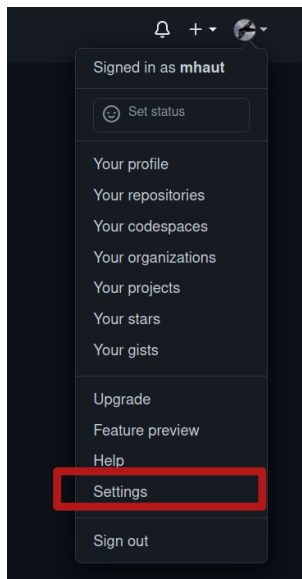 Signed in as mhaut
Set status
Your profile
Your repositories
Your codespaces
Your organizations
Your projects
Your stars
Your gists
Upgrade
Feature preview
Help
Settings
Sign out